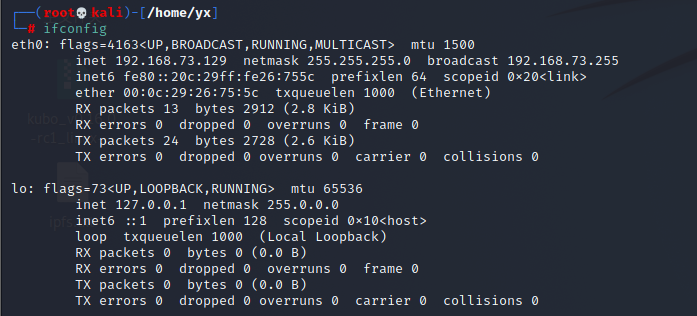 ┌──(root💀kali)-[/home/yx]
└─# ifconfig
eth0: flags=4163<UP,BROADCAST,RUNNING,MULTICAST>  mtu 1500
        inet 192.168.73.129  netmask 255.255.255.0  broadcast 192.168.73.255
        inet6 fe80::20c:29ff:fe26:755c  prefixlen 64  scopeid 0×20<link>
        ether 00:0c:29:26:75:5c  txqueuelen 1000  (Ethernet)
        RX packets 13  bytes 2912 (2.8 KiB)
        RX errors 0  dropped 0  overruns 0  frame 0
        TX packets 24  bytes 2728 (2.6 KiB)
        TX errors 0  dropped 0 overruns 0  carrier 0  collisions 0

lo: flags=73<UP,LOOPBACK,RUNNING>  mtu 65536
        inet 127.0.0.1  netmask 255.0.0.0
        inet6 ::1  prefixlen 128  scopeid 0×10<host>
        loop  txqueuelen 1000  (Local Loopback)
        RX packets 0  bytes 0 (0.0 B)
        RX errors 0  dropped 0  overruns 0  frame 0
        TX packets 0  bytes 0 (0.0 B)
        TX errors 0  dropped 0 overruns 0  carrier 0  collisions 0